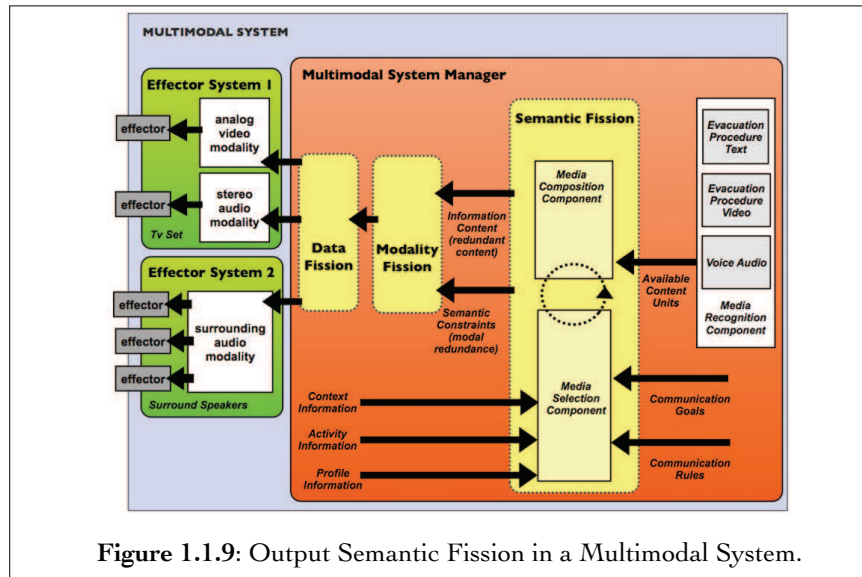 MULTIMODAL SYSTEM
Effector System 1
effector
analog
video
modality
effector
stereo
audio
modality
Tv Set
Effector System 2
effector
effector
effector
surrounding
audio
modality
Surround Speakers
Multimodal System Manager
Data
Fission
Modality
Fission
Information
Content
(redundant
content)
Semantic
Constraints
(modal
redundance)
Semantic Fission
Media
Composition
Component
Media
Selection
Component
Available
Content
Units
Evacuation
Procedure
Text
Evacuation
Procedure
Video
Voice Audio
Media
Recognition
Component
Context
Information
Activity
Information
Profile
Information
Communication
Goals
Communication
Rules
Figure 1.1.9: Output Semantic Fission in a Multimodal System.